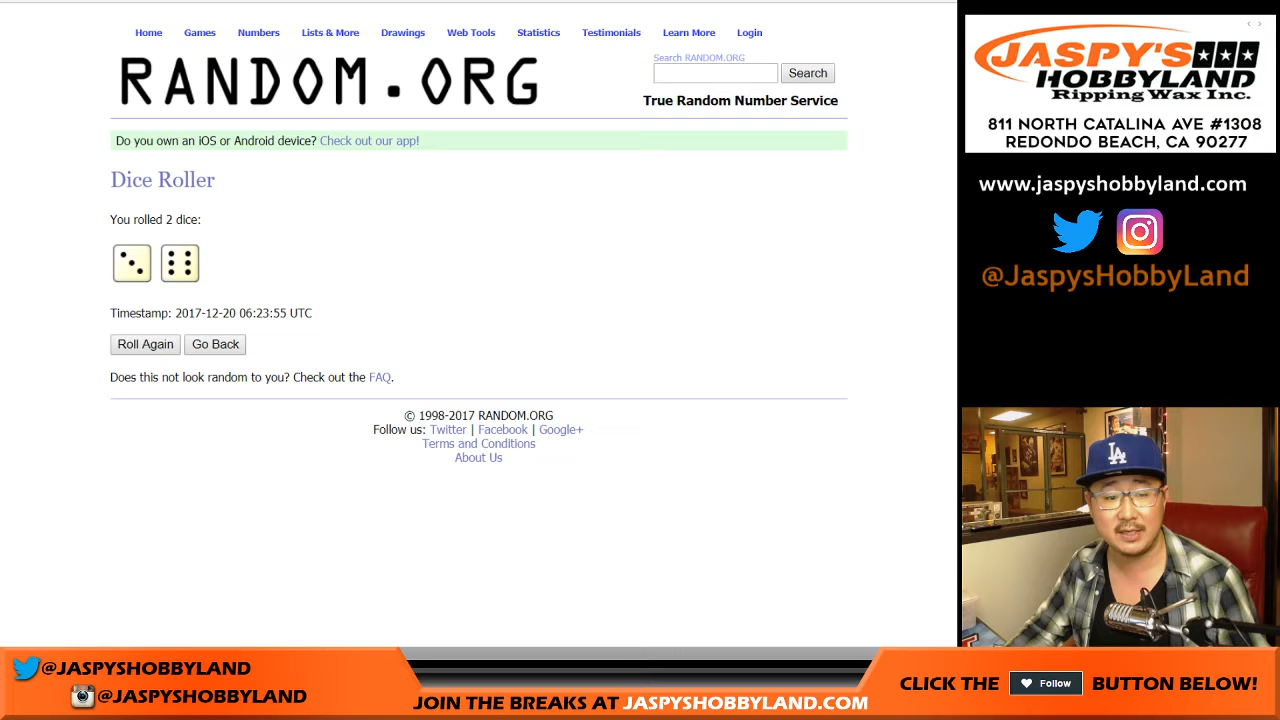 Home Games Numbers Lists & More Drawings Web Tools Statistics Testimonials Learn More Login
RANDOM.ORG
Search RANDOM.ORG
Search
True Random Number Service
Do you own an iOS or Android device? Check out our app!
Dice Roller
You rolled 2 dice:
Timestamp: 2017-12-20 06:23:55 UTC
Roll Again Go Back
Does this not look random to you? Check out the FAQ.
© 1998-2017 RANDOM.ORG
Follow us: Twitter | Facebook | Google+
Terms and Conditions
About Us
JASPY'S
HOBBYLAND
Ripping Wax Inc.
811 NORTH CATALINA AVE #1308
REDONDO BEACH, CA 90277
www.jaspyshobbyland.com
@JaspysHobbyLand
LA
@JASPYSHOBBYLAND
@JASPYSHOBBYLAND
JOIN THE BREAKS AT JASPYSHOBBYLAND.COM
CLICK THE Follow BUTTON BELOW!